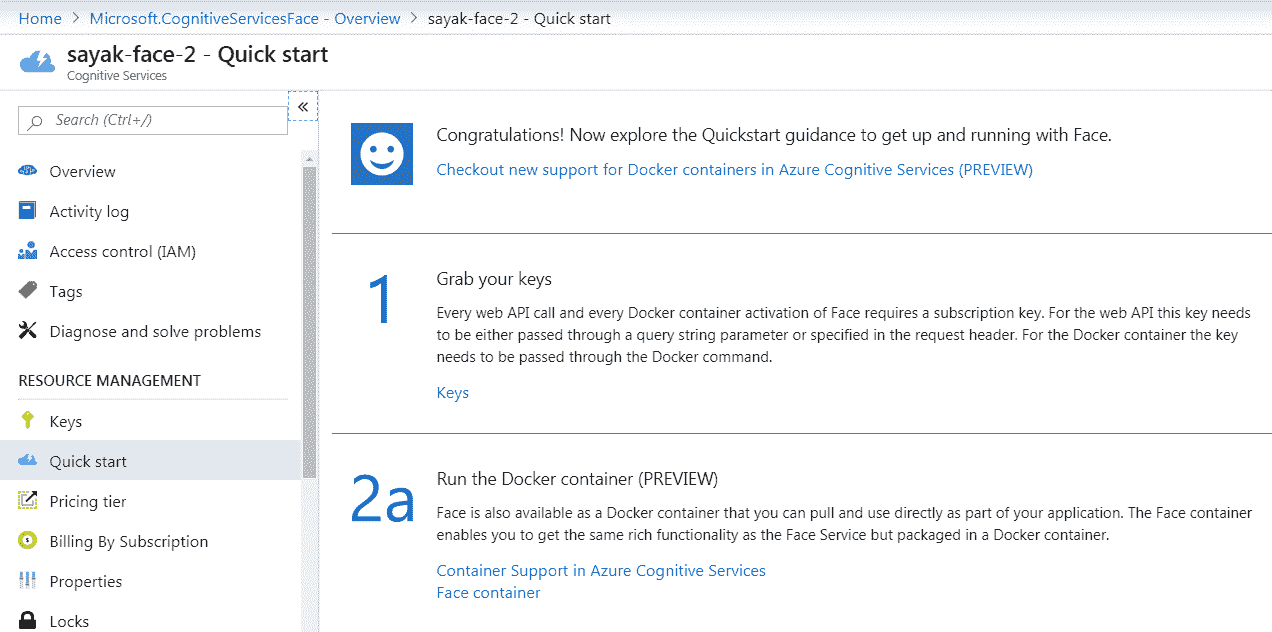 Home > Microsoft.CognitiveServicesFace - Overview > sayak-face-2 - Quick start
sayak-face-2 - Quick start
Cognitive Services
«
Search (Ctrl+/)
Overview
Activity log
Access control (IAM)
Tags
Diagnose and solve problems
RESOURCE MANAGEMENT
Keys
Quick start
Pricing tier
Billing By Subscription
Properties
Locks
Congratulations! Now explore the Quickstart guidance to get up and running with Face.
Checkout new support for Docker containers in Azure Cognitive Services (PREVIEW)
1
Grab your keys
Every web API call and every Docker container activation of Face requires a subscription key. For the web API this key needs
to be either passed through a query string parameter or specified in the request header. For the Docker container the key
needs to be passed through the Docker command.
Keys
2a
Run the Docker container (PREVIEW)
Face is also available as a Docker container that you can pull and use directly as part of your application. The Face container
enables you to get the same rich functionality as the Face Service but packaged in a Docker container.
Container Support in Azure Cognitive Services
Face container